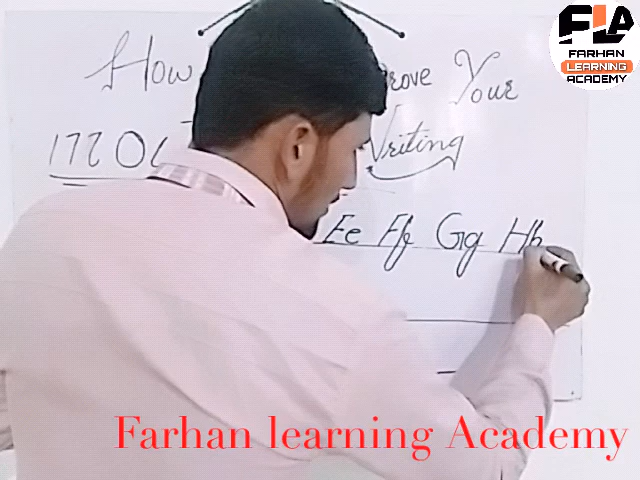 How rove Your
Writing
Ee Ff Gg Hh
FLA
FARHAN
LEARNING
ACADEMY
Farhan learning Academy